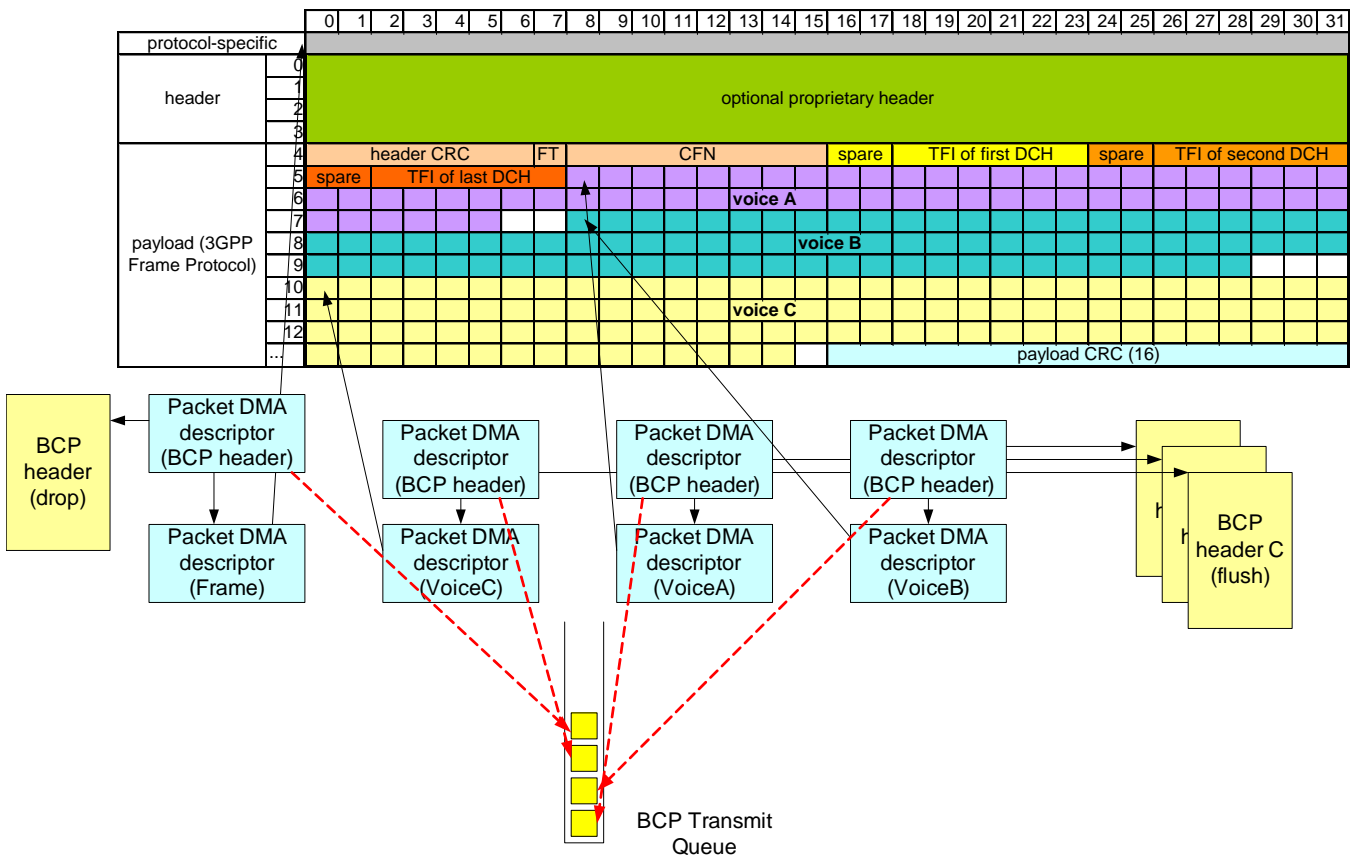 0 1 2 3 4 5 6 7 8 9 10 11 12 13 14 15 16 17 18 19 20 21 22 23 24 25 26 27 28 29 30 31
protocol-specific
header
0
1
2
3
optional proprietary header
payload (3GPP
Frame Protocol)
4
header CRC
FT
CFN
spare
TFI of first DCH
spare
TFI of second DCH
5
spare
TFI of last DCH
6
voice A
7
8
voice B
9
10
11
voice C
12
...
payload CRC (16)
BCP
header
(drop)
Packet DMA
descriptor
(BCP header)
Packet DMA
descriptor
(Frame)
Packet DMA
descriptor
(BCP header)
Packet DMA
descriptor
(VoiceC)
Packet DMA
descriptor
(BCP header)
Packet DMA
descriptor
(VoiceA)
Packet DMA
descriptor
(BCP header)
Packet DMA
descriptor
(VoiceB)
BCP
header C
(flush)
BCP Transmit
Queue